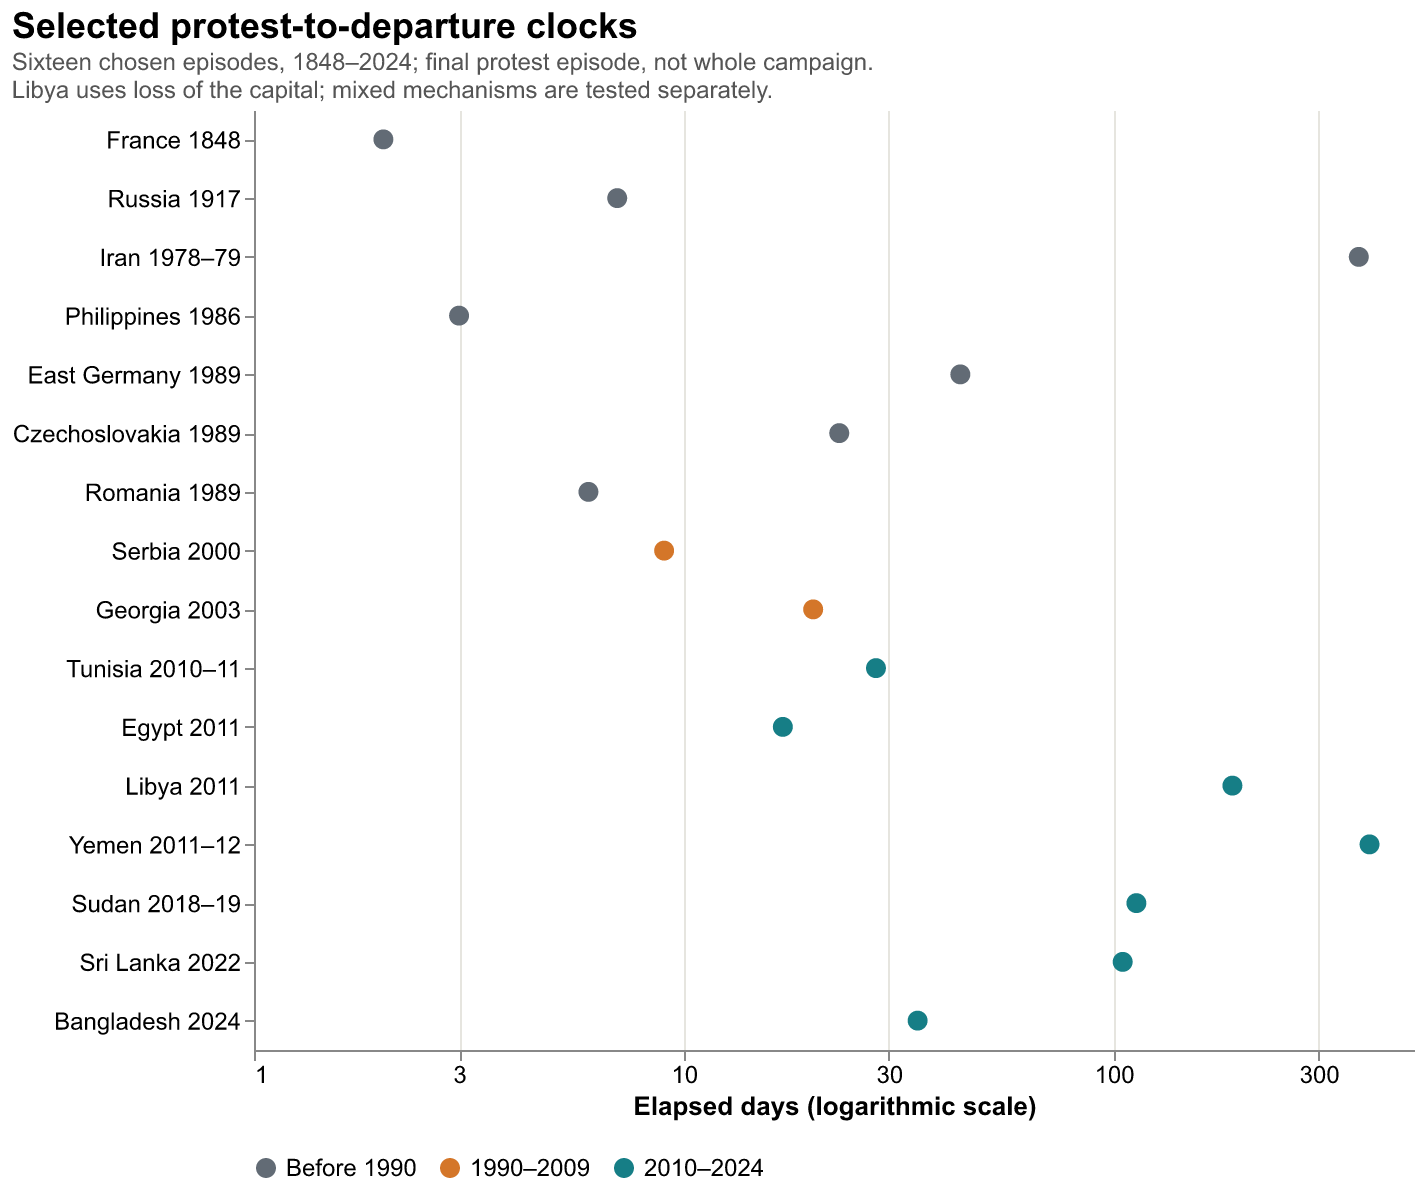 Selected protest-to-departure clocks
Sixteen chosen episodes, 1848–2024; final protest episode, not whole campaign.
Libya uses loss of the capital; mixed mechanisms are tested separately.
France 1848
Russia 1917
Iran 1978–79
Philippines 1986
East Germany 1989
Czechoslovakia 1989
Romania 1989
Serbia 2000
Georgia 2003
Tunisia 2010–11
Egypt 2011
Libya 2011
Yemen 2011–12
Sudan 2018–19
Sri Lanka 2022
Bangladesh 2024
1 3 10 30 100 300
Elapsed days (logarithmic scale)
Before 1990 1990–2009 2010–2024